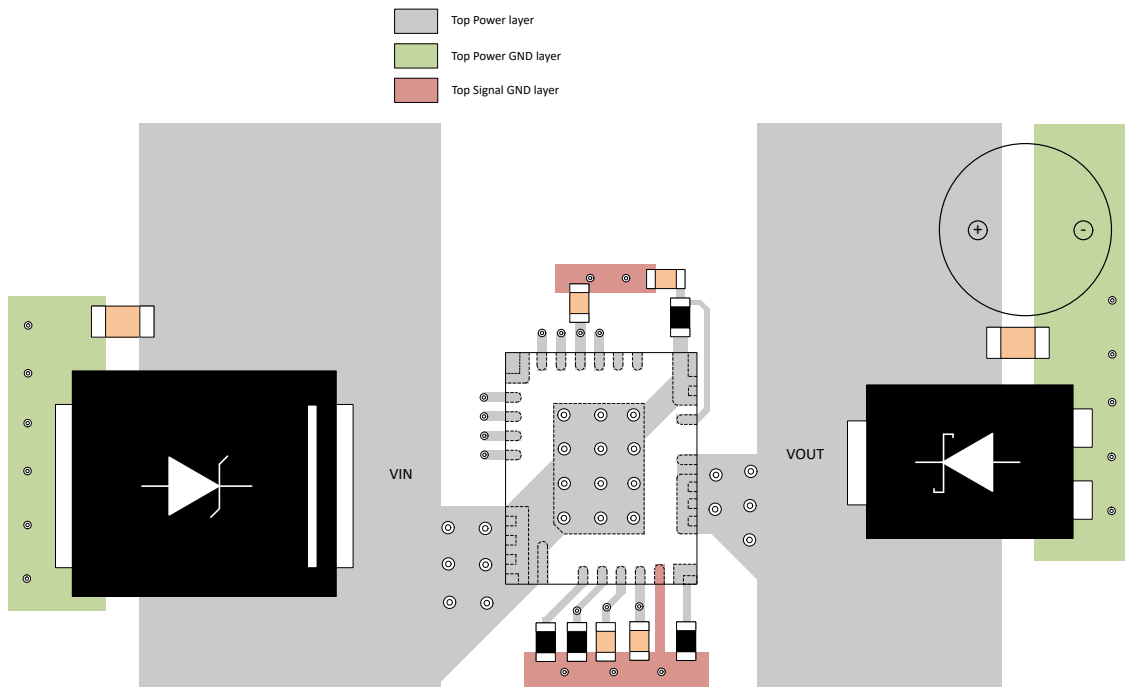 Top Power layer
Top Power GND layer
Top Signal GND layer
+
-
VIN
VOUT